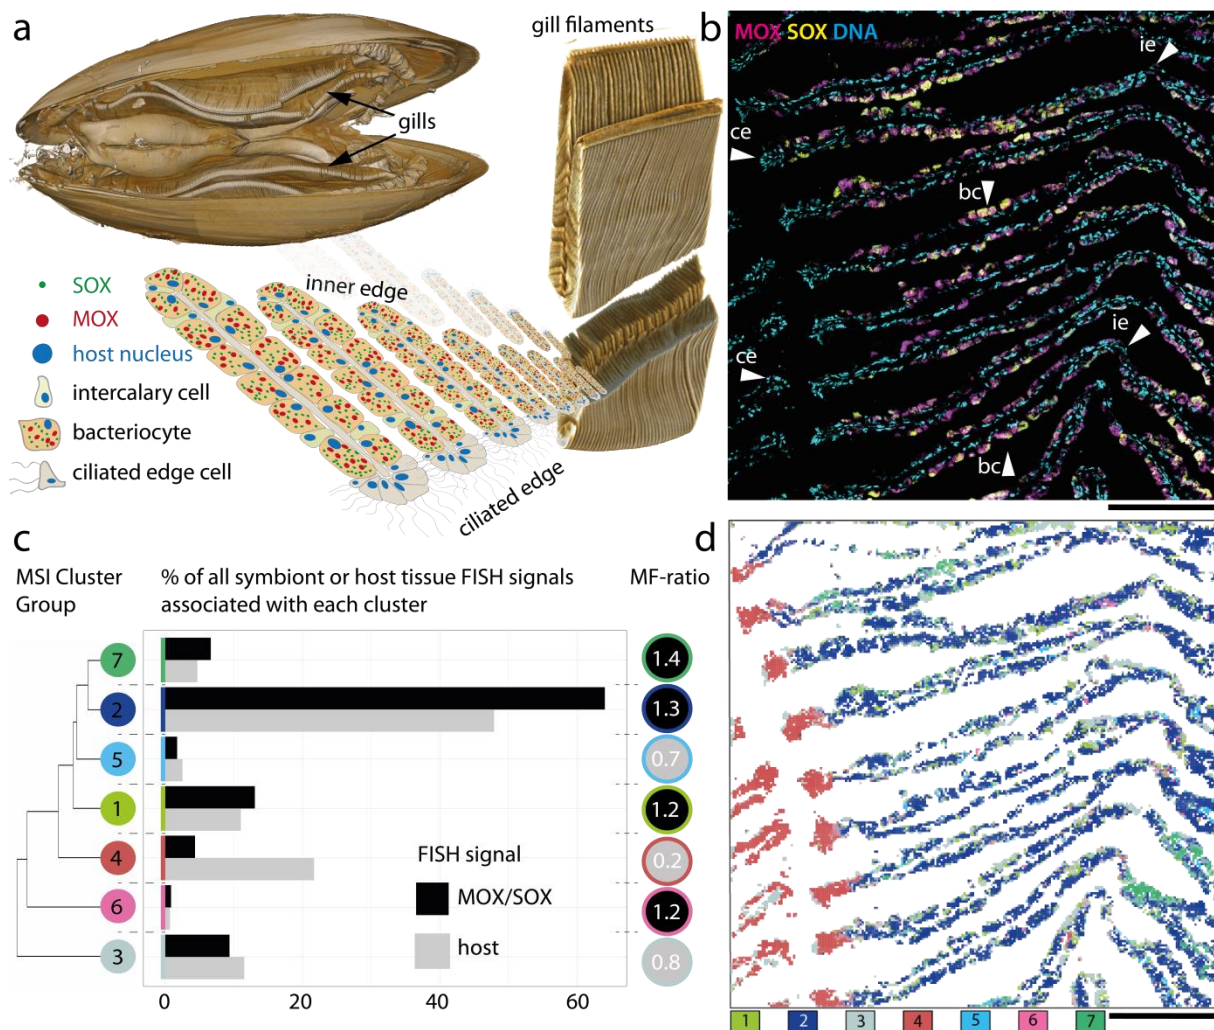 a
gill filaments
gills
SOX
MOX
host nucleus
intercalary cell
bacteriocyte
ciliated edge cell
inner edge
ciliated edge
b
MOX SOX DNA
ie
ce
bc
ie
ce
bc
c
MSI Cluster
Group
% of all symbiont or host tissue FISH signals
associated with each cluster
MF-ratio
7
1.4
2
1.3
5
0.7
1
1.2
4
0.2
6
1.2
3
0.8
FISH signal
MOX/SOX
host
0 20 40 60
d
1 2 3 4 5 6 7